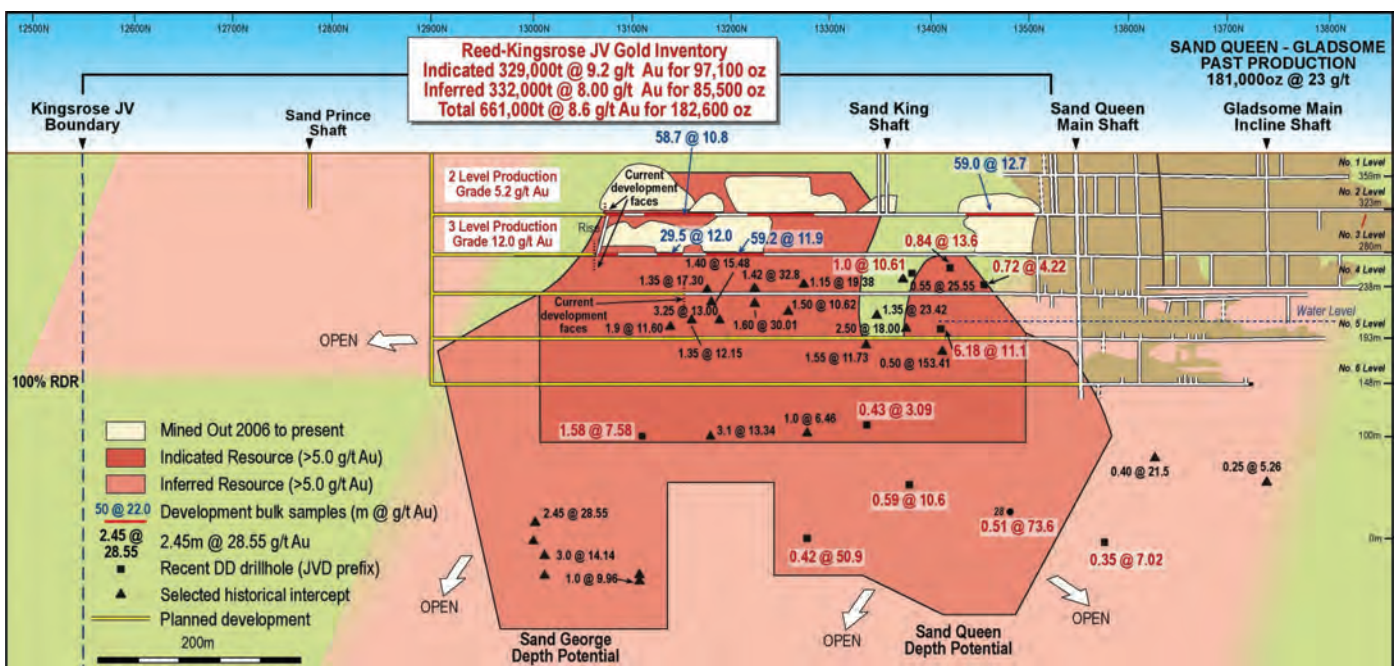 12500N
12600N
12700N
12800N
12900N
13000N
13100N
13200N
13300N
13400N
13500N
13600N
13700N
13800N
Reed-Kingsrose JV Gold Inventory
Indicated 329,000t @ 9.2 g/t Au for 97,100 oz
Inferred 332,000t @ 8.00 g/t Au for 85,500 oz
Total 661,000t @ 8.6 g/t Au for 182,600 oz
SAND QUEEN - GLADSOME
PAST PRODUCTION
181,000oz @ 23 g/t
Kingsrose JV
Boundary
Sand Prince
Shaft
Sand King
Shaft
Sand Queen
Main Shaft
Gladsome Main
Incline Shaft
58.7 @ 10.8
59.0 @ 12.7
2 Level Production
Grade 5.2 g/t Au
Current
development
faces
3 Level Production
Grade 12.0 g/t Au
Rise
29.5 @ 12.0
59.2 @ 11.9
No. 1 Level
359m
No. 2 Level
323m
No. 3 Level
280m
No. 4 Level
238m
Water Level
No. 5 Level
193m
No. 6 Level
148m
100m
0m
1.40 @ 15.48
1.35 @ 17.30
1.42 @ 32.8
1.15 @ 19.38
1.0 @ 10.61
0.84 @ 13.6
0.72 @ 4.22
0.55 @ 25.55
Current
development
faces
3.25 @ 13.00
1.50 @ 10.62
1.35 @ 23.42
1.9 @ 11.60
1.60 @ 30.01
2.50 @ 18.00
1.35 @ 12.15
1.55 @ 11.73
0.50 @ 153.41
6.18 @ 11.1
OPEN
100% RDR
1.58 @ 7.58
3.1 @ 13.34
1.0 @ 6.46
0.43 @ 3.09
0.40 @ 21.5
0.25 @ 5.26
0.59 @ 10.6
28
0.51 @ 73.6
0.42 @ 50.9
0.35 @ 7.02
2.45 @ 28.55
3.0 @ 14.14
1.0 @ 9.96
OPEN
OPEN
OPEN
Sand George
Depth Potential
Sand Queen
Depth Potential
Mined Out 2006 to present
Indicated Resource (>5.0 g/t Au)
Inferred Resource (>5.0 g/t Au)
50 @ 22.0
Development bulk samples (m @ g/t Au)
2.45 @
28.55
2.45m @ 28.55 g/t Au
Recent DD drillhole (JVD prefix)
Selected historical intercept
Planned development
200m